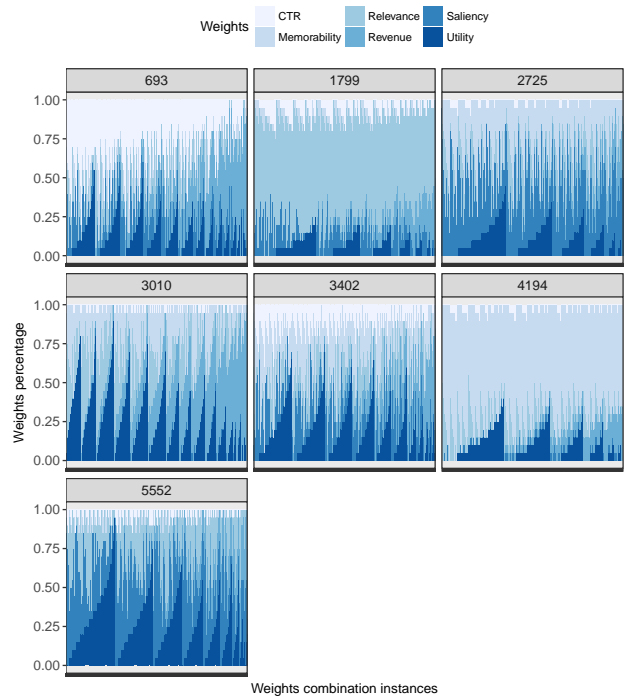 Weights
CTR
Relevance
Saliency
Memorability
Revenue
Utility
693
1799
2725
1.00
0.75
0.50
0.25
0.00
3010
3402
4194
1.00
0.75
0.50
0.25
0.00
Weights percentage
5552
1.00
0.75
0.50
0.25
0.00
Weights combination instances